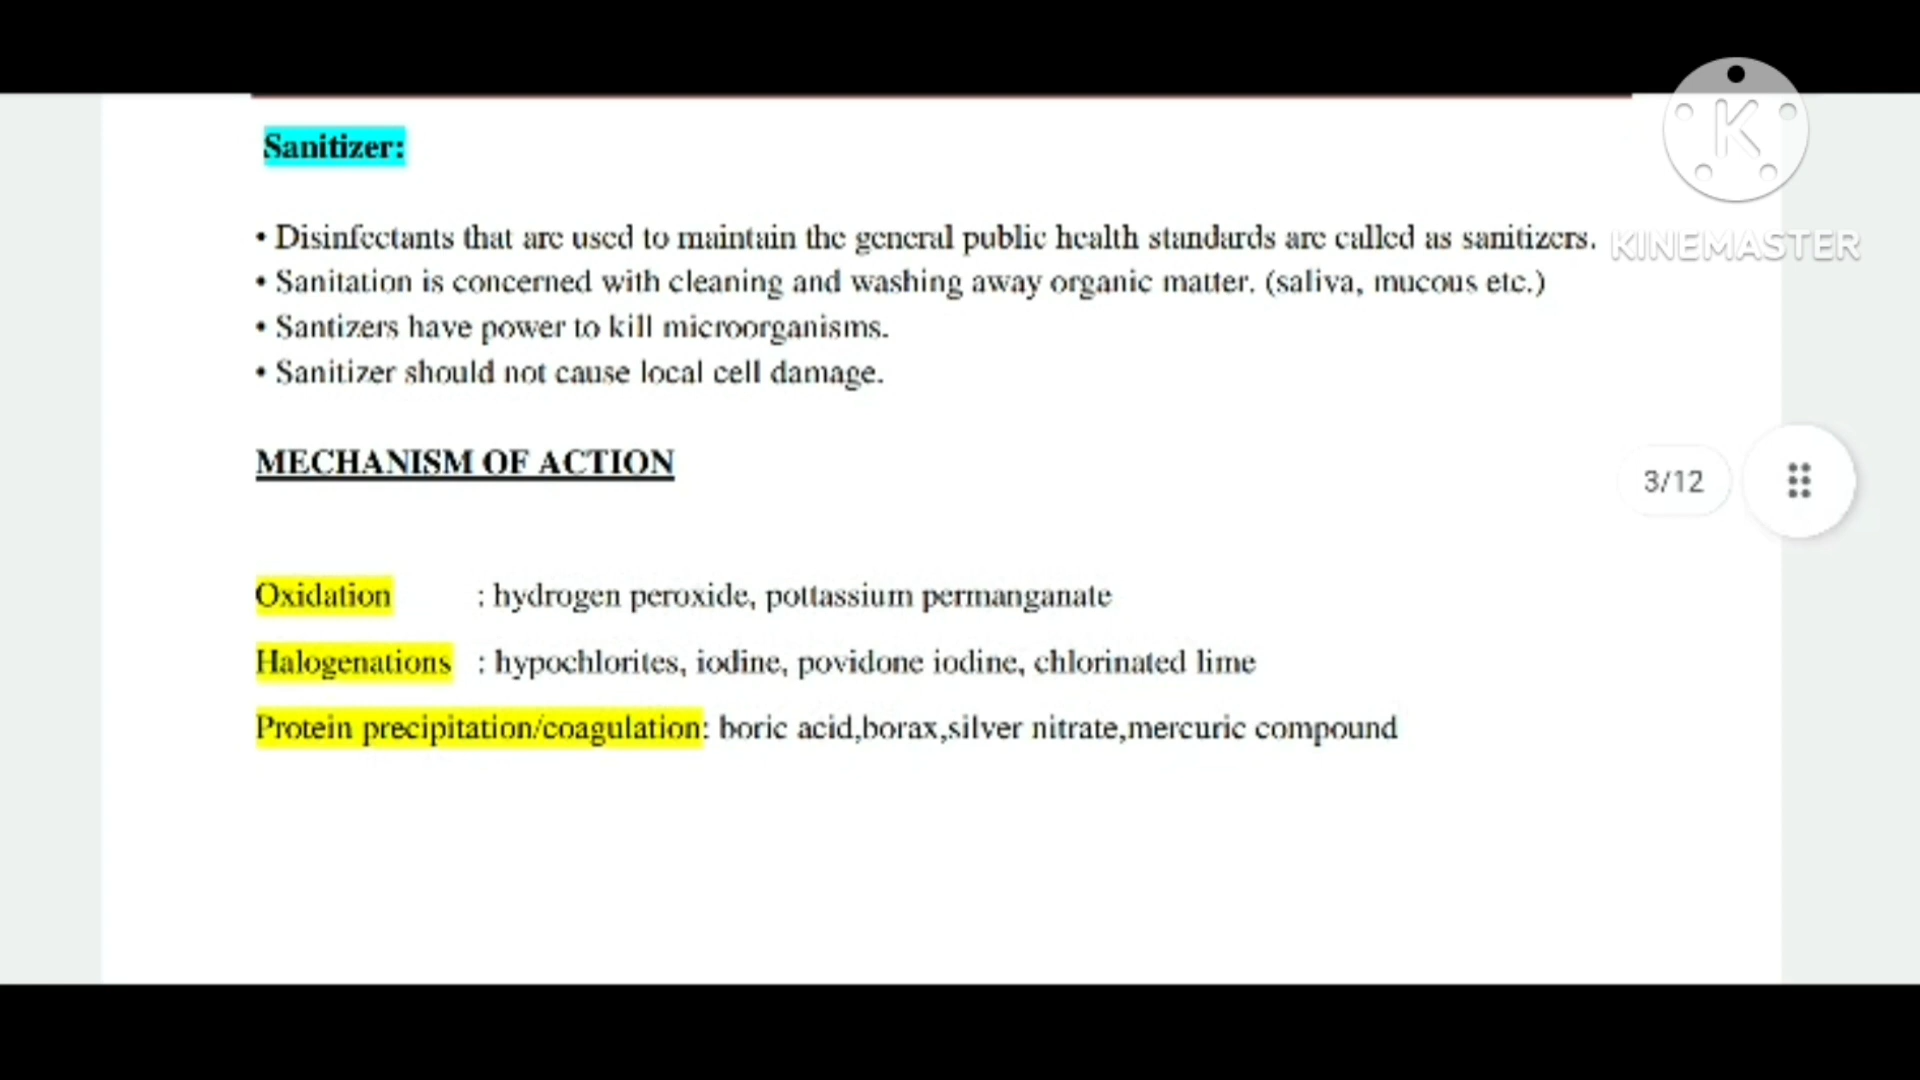 Sanitizer:
• Disinfectants that are used to maintain the general public health standards are called as sanitizers.
• Sanitation is concerned with cleaning and washing away organic matter. (saliva, mucous etc.)
• Santizers have power to kill microorganisms.
• Sanitizer should not cause local cell damage.
MECHANISM OF ACTION
Oxidation : hydrogen peroxide, pottassium permanganate
Halogenations : hypochlorites, iodine, povidone iodine, chlorinated lime
Protein precipitation/coagulation: boric acid,borax,silver nitrate,mercuric compound
K
KINEMASTER
3/12